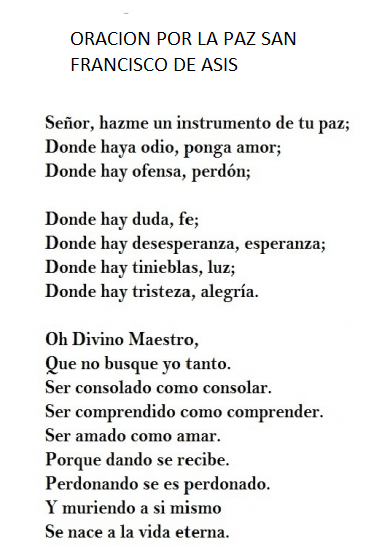 ORACION POR LA PAZ SAN
FRANCISCO DE ASIS
Señor, hazme un instrumento de tu paz;
Donde haya odio, ponga amor;
Donde hay ofensa, perdón;
Donde hay duda, fe;
Donde hay desesperanza, esperanza;
Donde hay tinieblas, luz;
Donde hay tristeza, alegría.
Oh Divino Maestro,
Que no busque yo tanto.
Ser consolado como consolar.
Ser comprendido como comprender.
Ser amado como amar.
Porque dando se recibe.
Perdonando se es perdonado.
Y muriendo a si mismo
Se nace a la vida eterna.